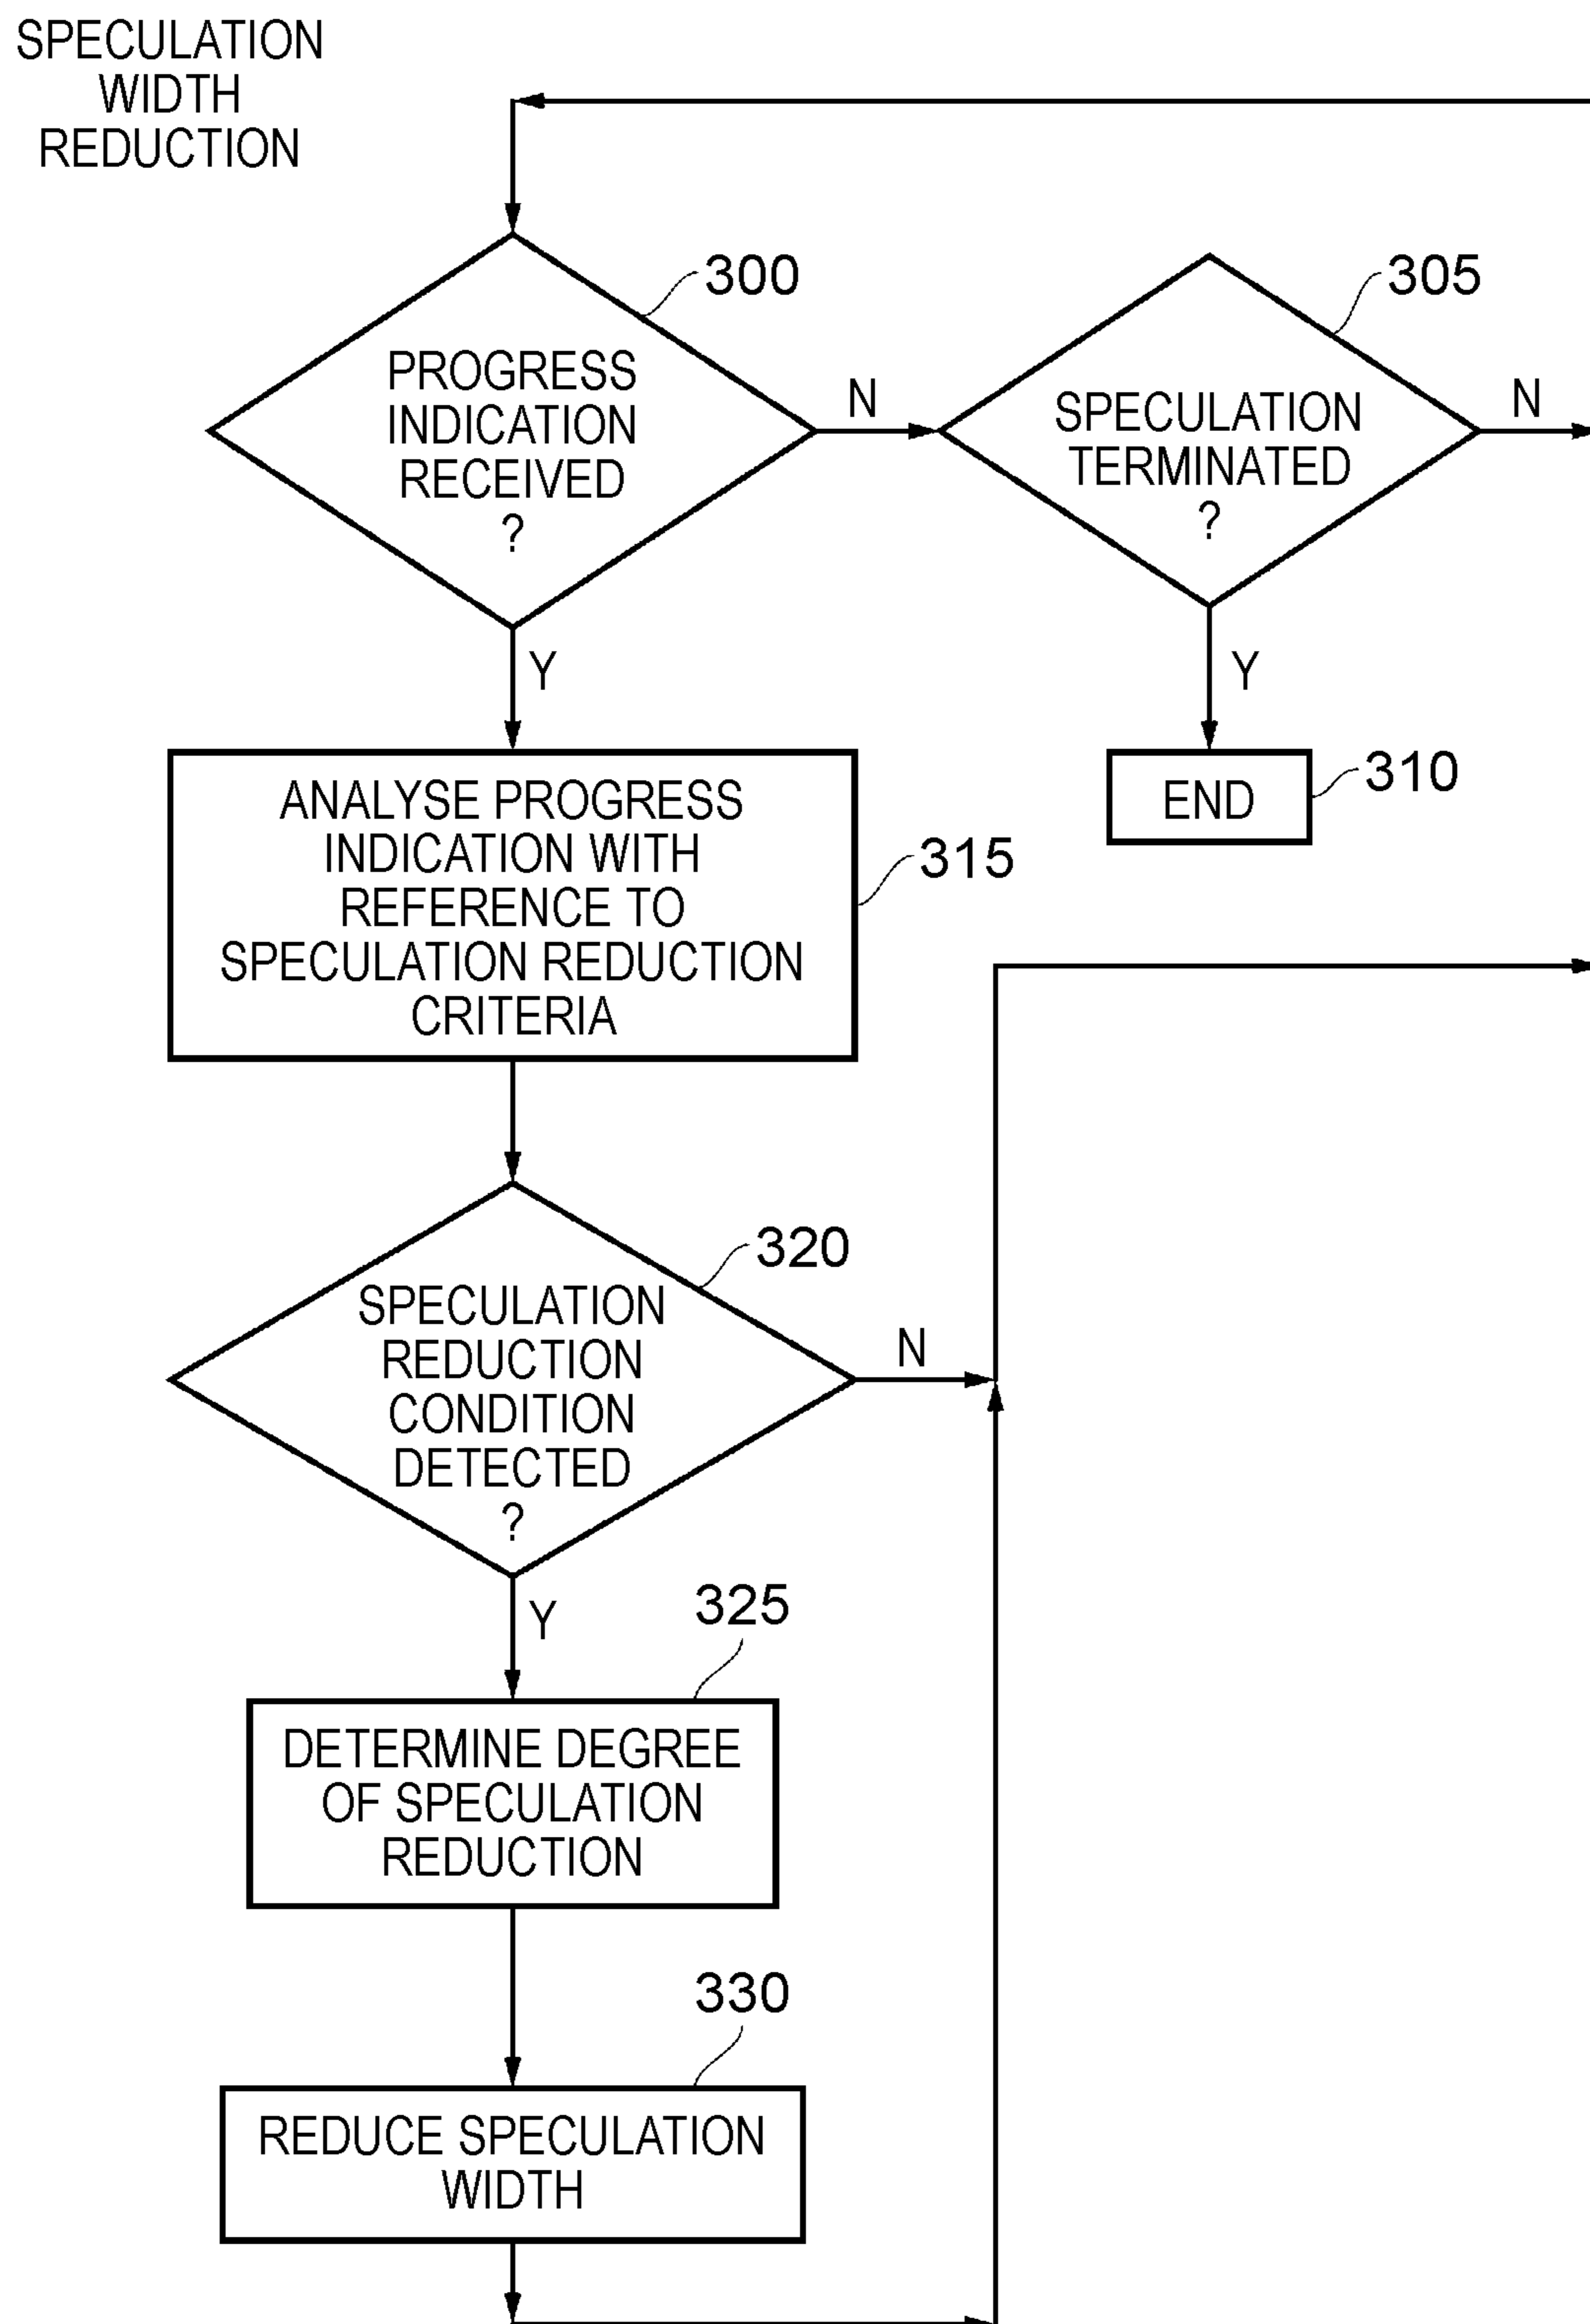 SPECULATION
WIDTH
REDUCTION
300
PROGRESS
INDICATION
RECEIVED
?
N
305
SPECULATION
TERMINATED
?
N
Y
Y
ANALYSE PROGRESS
INDICATION WITH
REFERENCE TO
SPECULATION REDUCTION
CRITERIA
315
END
310
320
SPECULATION
REDUCTION
CONDITION
DETECTED
?
N
Y
325
DETERMINE DEGREE
OF SPECULATION
REDUCTION
330
REDUCE SPECULATION
WIDTH